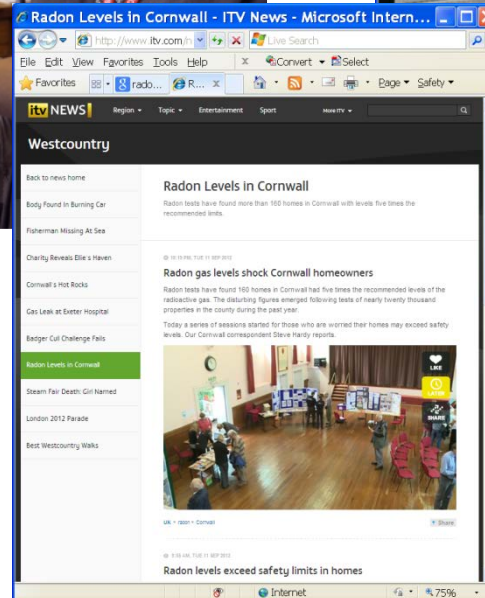 Radon Levels in Cornwall - ITV News - Microsoft Intern...
http://www.itv.com/h
Live Search
File Edit View Favorites Tools Help x Convert Select
Favorites rado... R... x Page Safety
itv NEWS Region Topic Entertainment Sport More ITV
Westcountry
Back to news home
Body Found In Burning Car
Fisherman Missing At Sea
Charity Reveals Ellie s Haven
Cornwall s Hot Rocks
Gas Leak at Exeter Hospital
Badger Cull Challenge Fails
Radon Levels in Cornwall
Steam Fair Death: Girl Named
London 2012 Parade
Best Westcountry Walks
Radon Levels in Cornwall
Radon tests have found more than 160 homes in Cornwall with levels five times the
recommended limits.
TUE 11 SEP 2012
Radon gas levels shock Cornwall homeowners
Radon tests have found 160 homes in Cornwall had five times the recommended levels of the
radioactive gas. The disturbing figures emerged following tests of nearly twenty thousand
properties in the county during the past year.
Today a series of sessions started for those who are worried their homes may exceed safety
levels. Our Cornwall correspondent Steve Hardy reports.
LIKE
LATER
SHARE
UK > radon > Cornwall
Share
TUE 11 SEP 2012
Radon levels exceed safety limits in homes
Internet 75%